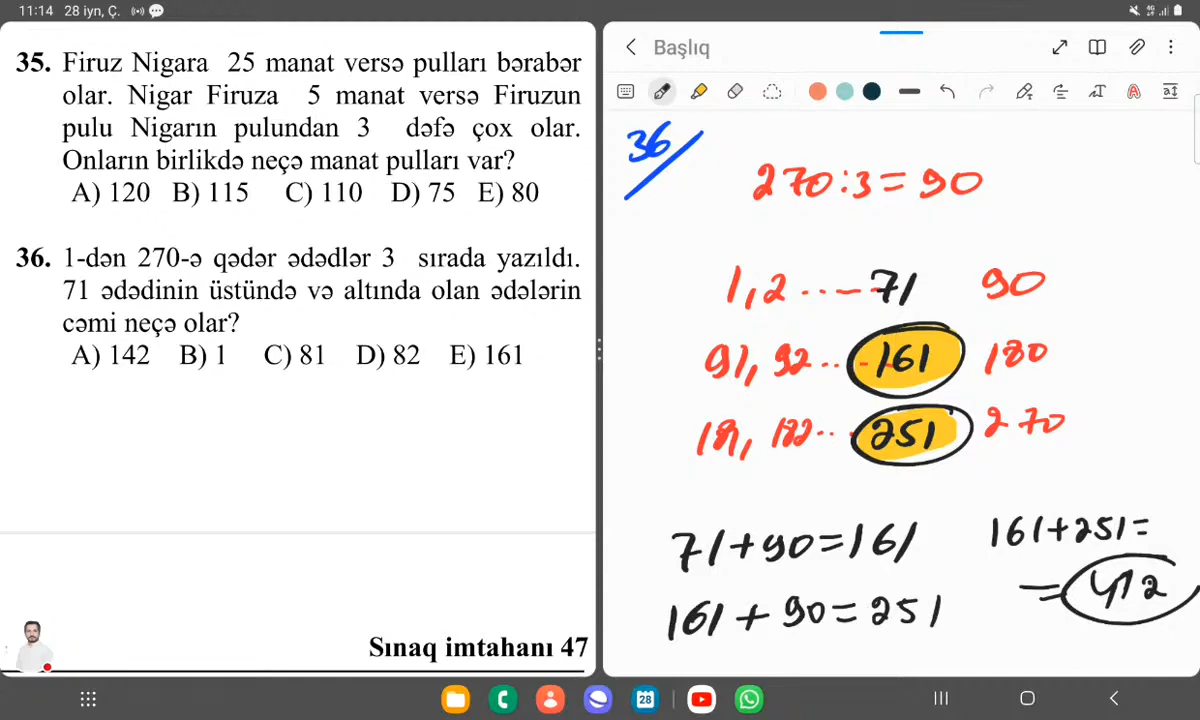 11:14 28 iyn, Ç.
35. Firuz Nigara 25 manat versə pulları bərabər
olar. Nigar Firuza 5 manat versə Firuzun
pulu Nigarın pulundan 3 dəfə çox olar.
Onların birlikdə neçə manat pulları var?
A) 120 B) 115 C) 110 D) 75 E) 80
36. 1-dən 270-ə qədər ədədlər 3 sırada yazıldı.
71 ədədinin üstündə və altında olan ədələrin
cəmi neçə olar?
A) 142 B) 1 C) 81 D) 82 E) 161
Sınaq imtahanı 47
Başlıq
36
270:3=90
1,2 ..-- 71 90
91, 92 .. 161 180
181, 182 .. 251 270
71+90=161
161+90=251
161+251=
=412
28